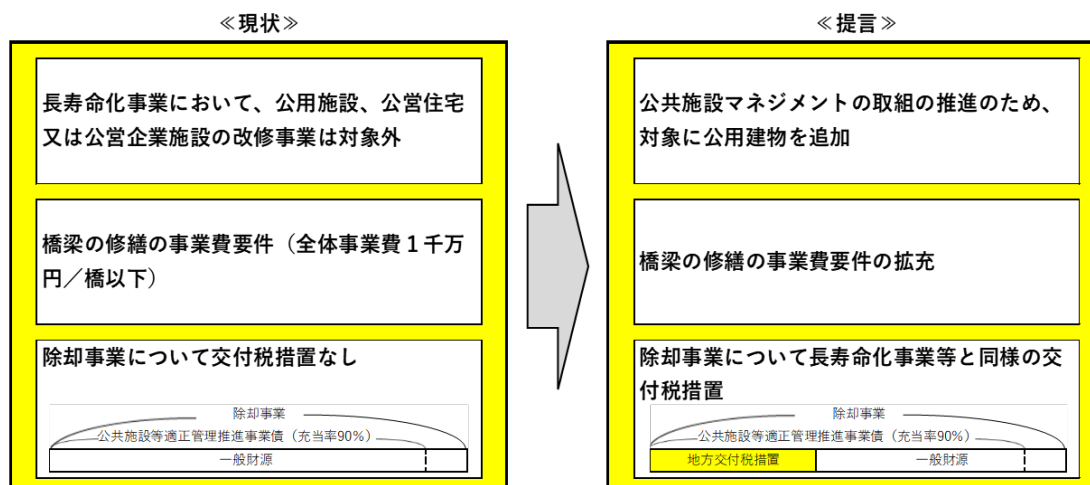 ≪現状≫
長寿命化事業において、公用施設、公営住宅
又は公営企業施設の改修事業は対象外
橋梁の修繕の事業費要件（全体事業費１千万
円／橋以下）
除却事業について交付税措置なし
除却事業
公共施設等適正管理推進事業債（充当率90%）
一般財源
≪提言≫
公共施設マネジメントの取組の推進のため、
対象に公用建物を追加
橋梁の修繕の事業費要件の拡充
除却事業について長寿命化事業等と同様の交
付税措置
除却事業
公共施設等適正管理推進事業債（充当率90%）
地方交付税措置
一般財源